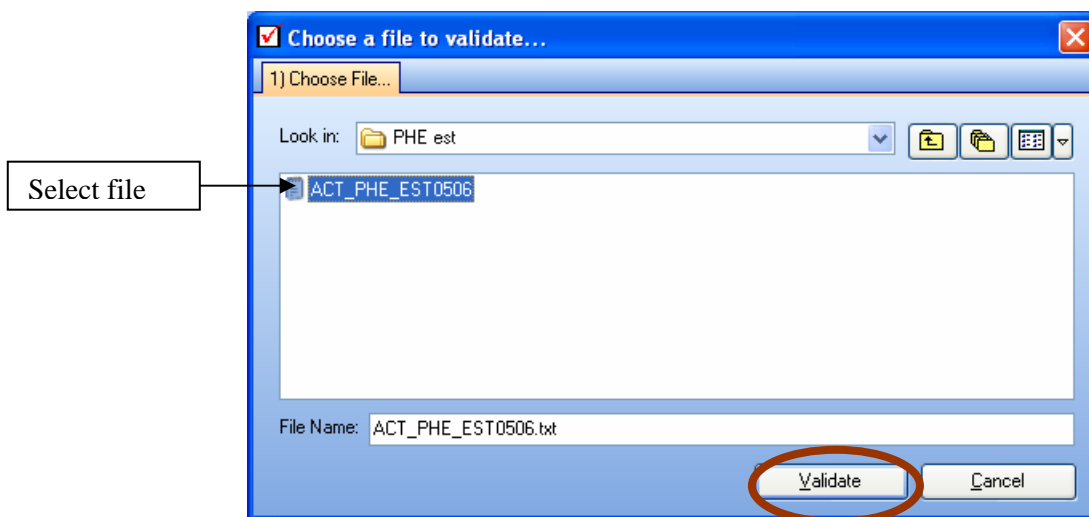 Choose a file to validate...
1) Choose File...
Look in: PHE est
Select file
ACT_PHE_EST0506
File Name: ACT_PHE_EST0506.txt
Validate Cancel